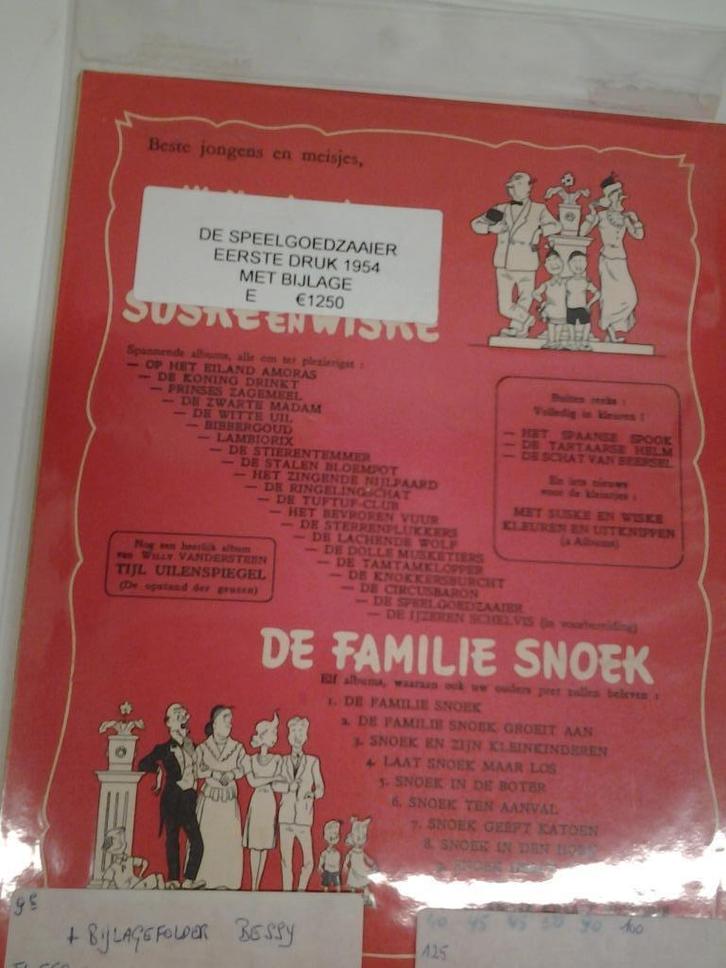 Beste jongens en meisjes,
DE SPEELGOEDZAAIER
EERSTE DRUK 1954
MET BIJLAGE
E €1250
SUSKE EN WISKE
Spannende albums, alle om ter plezierigst :
— OP HET EILAND AMORAS
— DE KONING DRINKT
— PRINSES ZAGEMEEL
— DE ZWARTE MADAM
— DE WITTE UIL
— BIBBERGOUD
— LAMBIORIX
— DE STIERENTEMMER
— DE STALEN BLOEMPOT
— HET ZINGENDE NIJLPAARD
— DE RINGELINGSCHAT
— DE TUFTUF-CLUB
— HET BEVROREN VUUR
— DE STERRENPLUKKERS
— DE LACHENDE WOLF
— DE DOLLE MUSKETIERS
— DE TAMTAMKLOPPER
— DE KNOKKERSBURCHT
— DE CIRCUSBARON
— DE SPEELGOEDZAAIER
— DE IJZEREN SCHELVIS (in voorbereiding)
Buiten reeks :
Volledig in kleuren !
— HET SPAANSE SPOOK
— DE TARTAARSE HELM
— DE SCHAT VAN BEERSEL
En iets nieuws
voor de kleintjes :
MET SUSKE EN WISKE
KLEUREN EN UITKNIPPEN
(2 Albums)
Nog een heerlijk album
van WILLY VANDERSTEEN
TIJL UILENSPIEGEL
(De opstand der geuzen)
DE FAMILIE SNOEK
Elf albums, waaraan ook uw ouders pret zullen beleven :
1. DE FAMILIE SNOEK
2. DE FAMILIE SNOEK GROEIT AAN
3. SNOEK EN ZIJN KLEINKINDEREN
4. LAAT SNOEK MAAR LOS
5. SNOEK IN DE BOTER
6. SNOEK TEN AANVAL
7. SNOEK GEEFT KATOEN
8. SNOEK IN DEN
9. SNOEK
+ BIJLAGEFOLDER BESSY
100
125